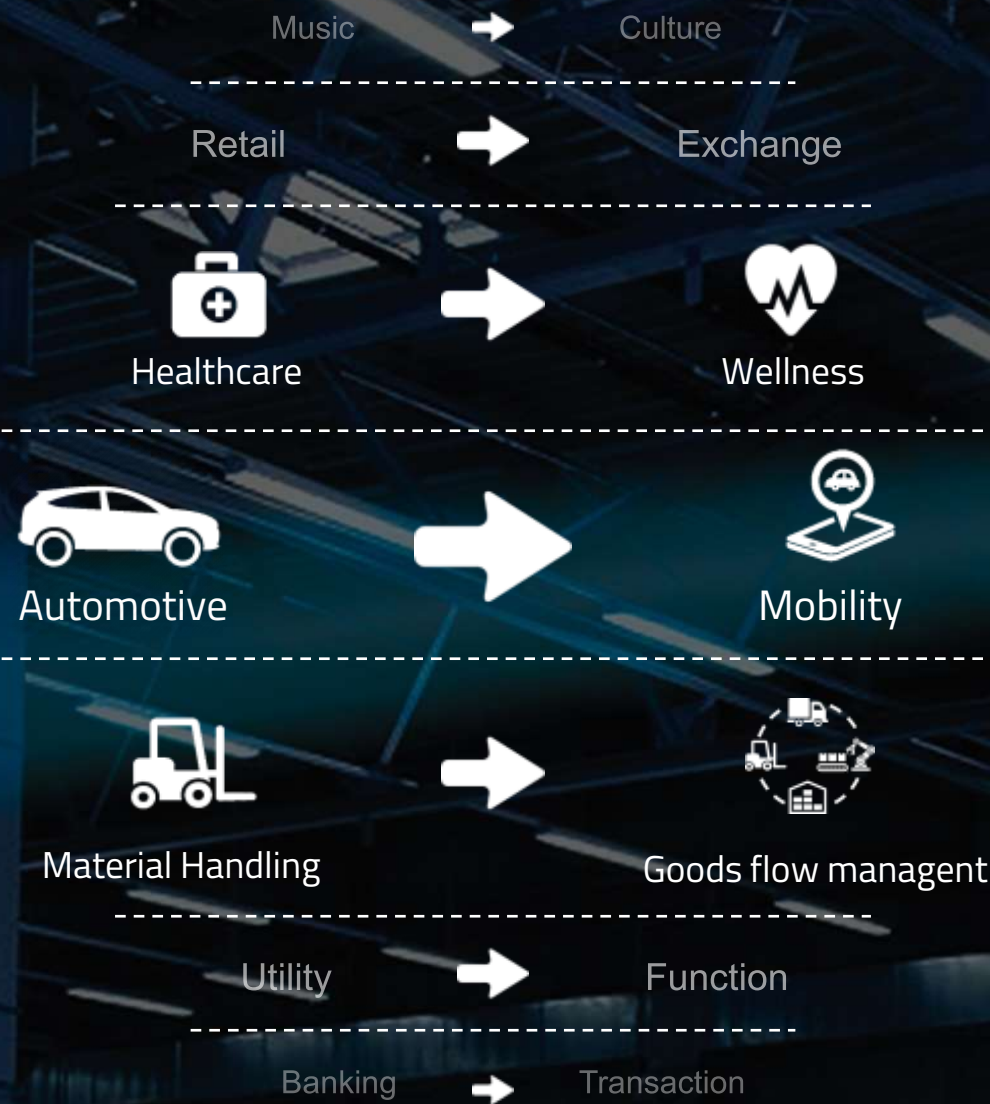 Music Culture
Retail Exchange
Healthcare Wellness
Automotive Mobility
Material Handling Goods flow managent
Utility Function
Banking Transaction